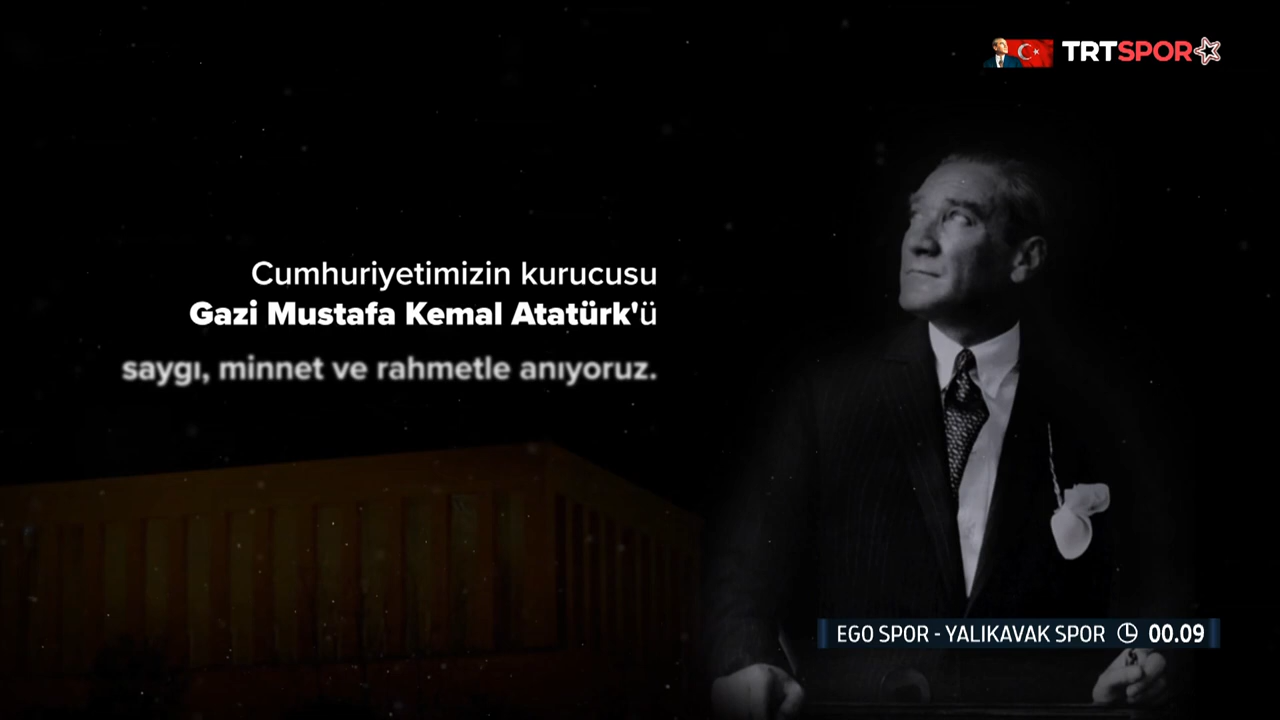 TRTSPOR
Cumhuriyetimizin kurucusu
Gazi Mustafa Kemal Atatürk'ü
saygı, minnet ve rahmetle anıyoruz.
EGO SPOR - YALIKAVAK SPOR 00.09